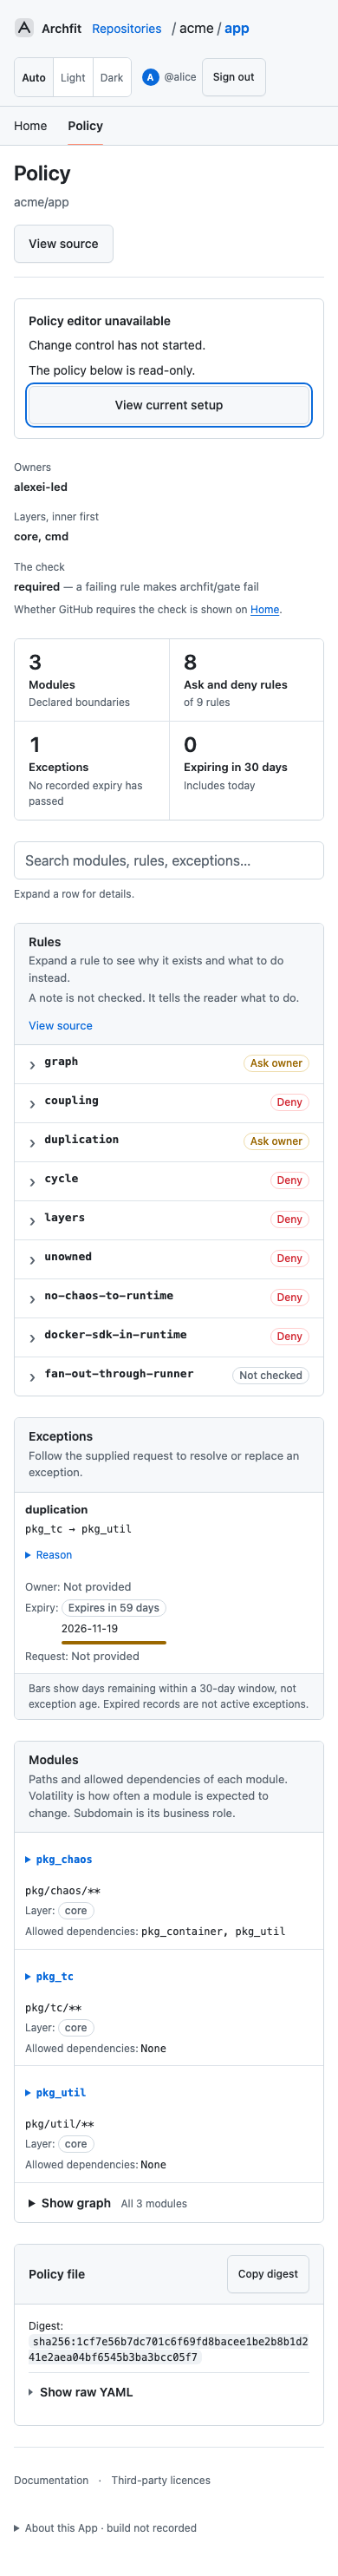 Archfit Repositories / acme / app
Auto Light Dark A @alice Sign out
Home Policy
Policy
acme/app
View source
Policy editor unavailable
Change control has not started.
The policy below is read-only.
View current setup
Owners
alexei-led
Layers, inner first
core, cmd
The check
required — a failing rule makes archfit/gate fail
Whether GitHub requires the check is shown on Home.
3
Modules
Declared boundaries
8
Ask and deny rules
of 9 rules
1
Exceptions
No recorded expiry has
passed
0
Expiring in 30 days
Includes today
Search modules, rules, exceptions...
Expand a row for details.
Rules
Expand a rule to see why it exists and what to do
instead.
A note is not checked. It tells the reader what to do.
View source
graph Ask owner
coupling Deny
duplication Ask owner
cycle Deny
layers Deny
unowned Deny
no-chaos-to-runtime Deny
docker-sdk-in-runtime Deny
fan-out-through-runner Not checked
Exceptions
Follow the supplied request to resolve or replace an
exception.
duplication
pkg_tc → pkg_util
Reason
Owner: Not provided
Expiry: Expires in 59 days
2026-11-19
Request: Not provided
Bars show days remaining within a 30-day window, not
exception age. Expired records are not active exceptions.
Modules
Paths and allowed dependencies of each module.
Volatility is how often a module is expected to
change. Subdomain is its business role.
pkg_chaos
pkg/chaos/**
Layer: core
Allowed dependencies: pkg_container, pkg_util
pkg_tc
pkg/tc/**
Layer: core
Allowed dependencies: None
pkg_util
pkg/util/**
Layer: core
Allowed dependencies: None
Show graph All 3 modules
Policy file Copy digest
Digest:
sha256:1cf7e56b7dc701c6f69fd8bacee1be2b8b1d2
41e2aea04bf6545b3ba3bcc05f7
Show raw YAML
Documentation · Third-party licences
About this App · build not recorded